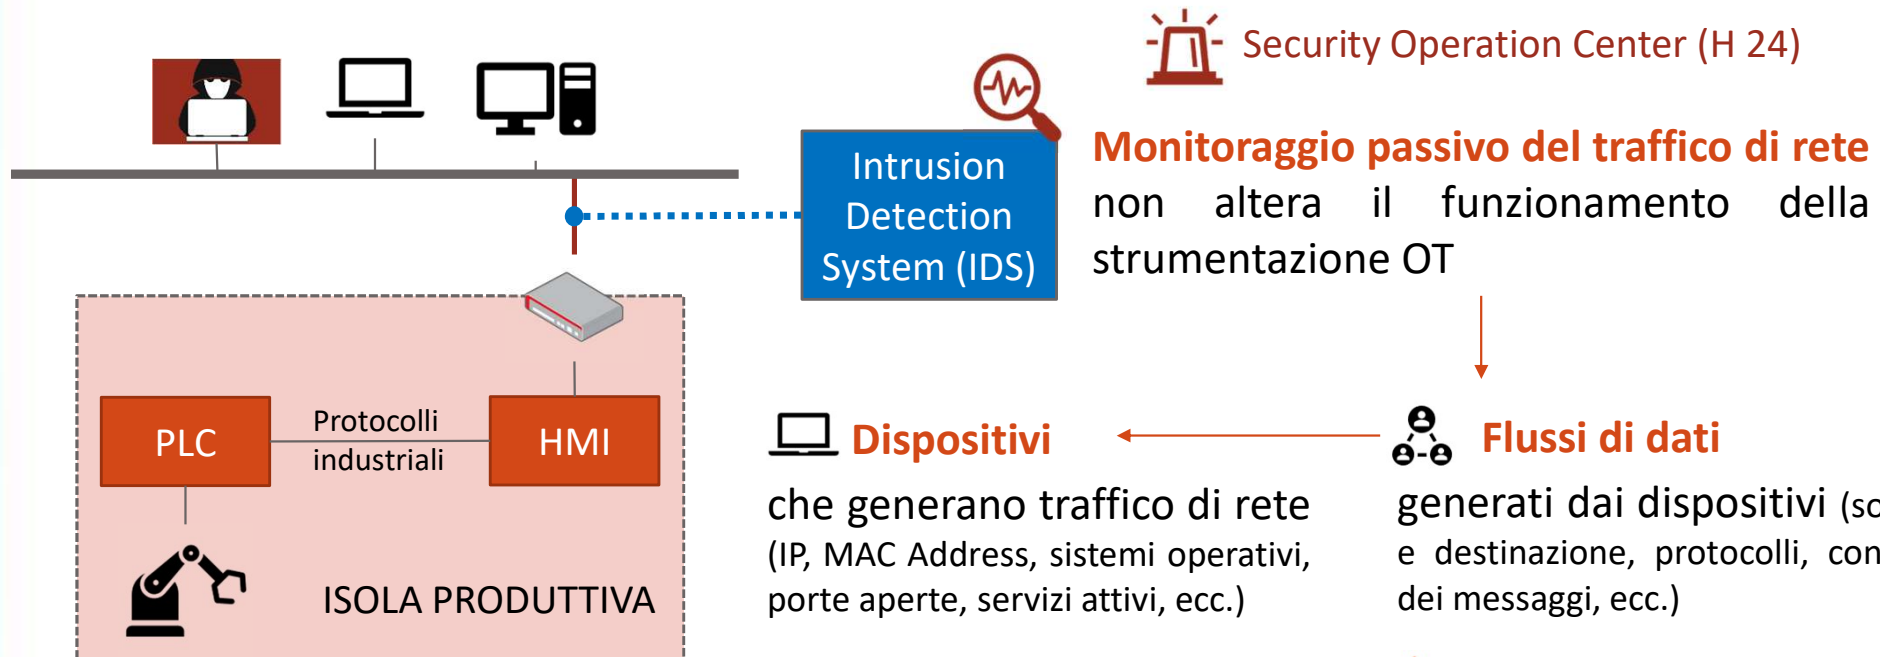 Security Operation Center (H 24)
Intrusion
Detection
System (IDS)
Monitoraggio passivo del traffico di rete
non altera il funzionamento della
strumentazione OT
PLC
Protocolli
industriali
HMI
ISOLA PRODUTTIVA
Dispositivi
che generano traffico di rete
(IP, MAC Address, sistemi operativi,
porte aperte, servizi attivi, ecc.)
Flussi di dati
generati dai dispositivi
e destinazione, protocolli,
dei messaggi, ecc.)